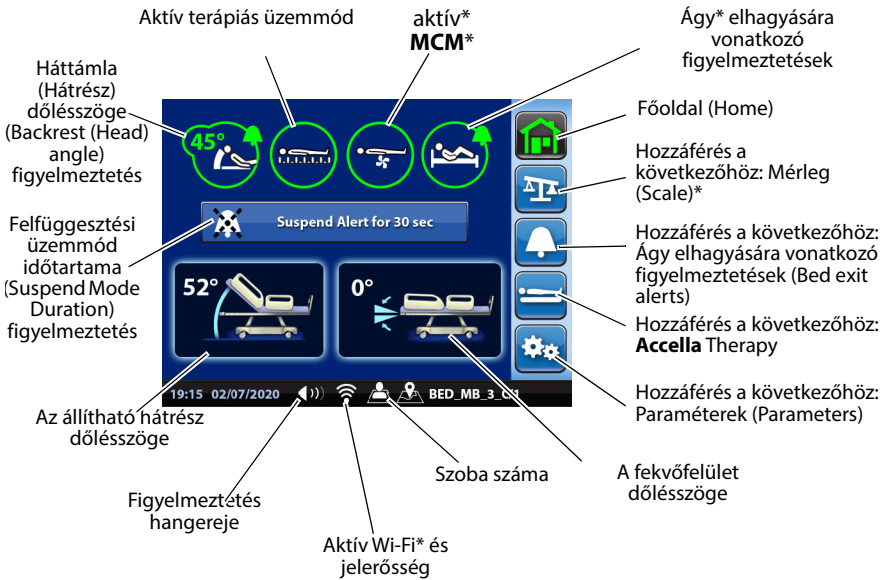 Aktív terápiás üzemmód
aktív*
MCM*
Ágy* elhagyására
vonatkozó
figyelmeztetések
Háttámla
(Hátrész)
dőlésszöge
(Backrest (Head)
angle)
figyelmeztetés
Felfüggesztési
üzemmód
időtartama
(Suspend Mode
Duration)
figyelmeztetés
45°
Suspend Alert for 30 sec
52°
0°
19:15 02/07/2020
BED_MB_3_
Főoldal (Home)
Hozzáférés a
következőhöz: Mérleg
(Scale)*
Hozzáférés a következőhöz:
Ágy elhagyására vonatkozó
figyelmeztetések (Bed exit
alerts)
Hozzáférés a következőhöz:
Accella Therapy
Hozzáférés a következőhöz:
Paraméterek (Parameters)
Az állítható hátrész
dőlésszöge
Figyelmeztetés
hangereje
Aktív Wi-Fi* és
jelerősség
Szoba száma
A fekvőfelület
dőlésszöge